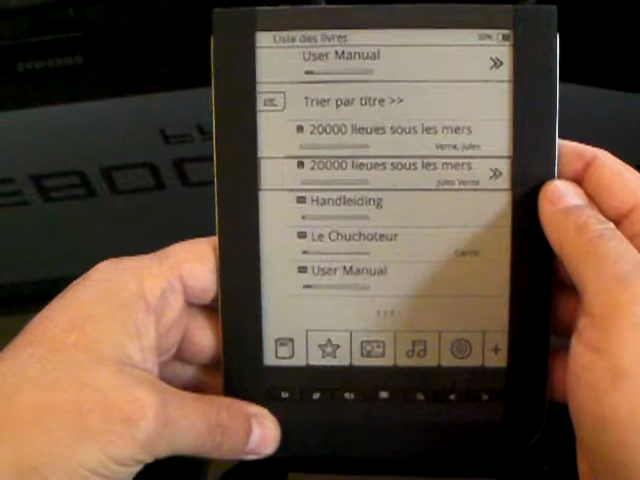 Liste des livres
User Manual
Trier par titre >>
20000 lieues sous les mers
Verne, Jules
20000 lieues sous les mers
Jules Verne
Handleiding
Le Chuchoteur
User Manual